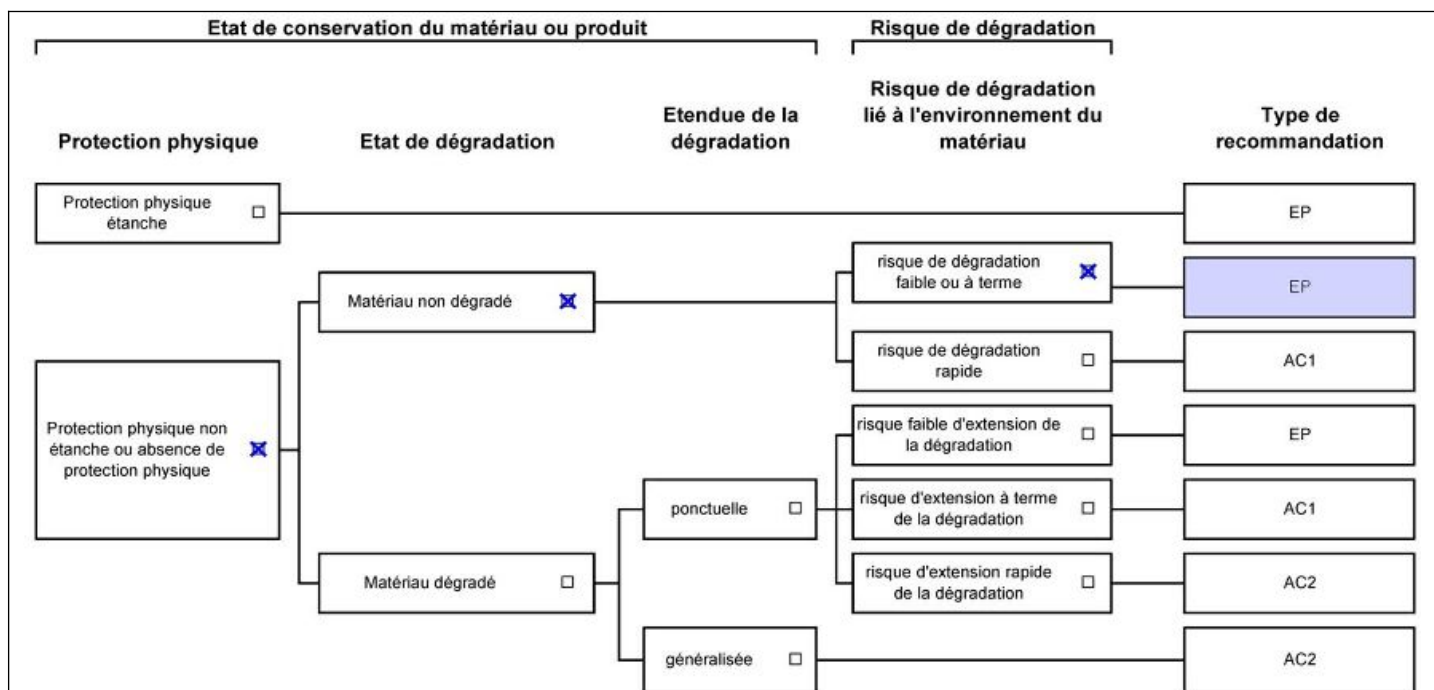 Etat de conservation du matériau ou produit
Risque de dégradation
Protection physique
Etat de dégradation
Etendue de la
dégradation
Risque de dégradation
lié à l'environnement du
matériau
Type de
recommandation
Protection physique
étanche
EP
risque de dégradation
faible ou à terme
EP
Matériau non dégradé
risque de dégradation
rapide
AC1
Protection physique non
étanche ou absence de
protection physique
risque faible d'extension de
la dégradation
EP
ponctuelle
risque d'extension à terme
de la dégradation
AC1
Matériau dégradé
risque d'extension rapide
de la dégradation
AC2
généralisée
AC2